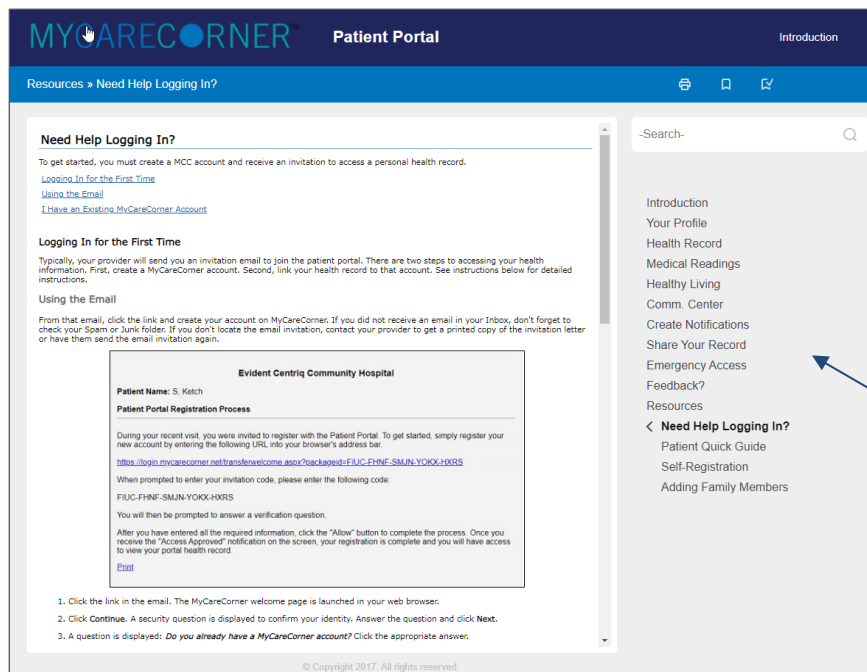 MYCARECORNER™
Patient Portal
Introduction
Resources » Need Help Logging In?
Need Help Logging In?
To get started, you must create a MCC account and receive an invitation to access a personal health record.
Logging In for the First Time
Using the Email
I Have an Existing MyCareCorner Account
Logging In for the First Time
Typically, your provider will send you an invitation email to join the patient portal. There are two steps to accessing your health
information. First, create a MyCareCorner account. Second, link your health record to that account. See instructions below for detailed
instructions.
Using the Email
From that email, click the link and create your account on MyCareCorner. If you did not receive an email in your Inbox, don't forget to
check your Spam or Junk folder. If you don't locate the email invitation, contact your provider to get a printed copy of the invitation letter
or have them send the email invitation again.
Evident Centriq Community Hospital
Patient Name: S, Ketch
Patient Portal Registration Process
During your recent visit, you were invited to register with the Patient Portal. To get started, simply register your
new account by entering the following URL into your browser's address bar.
https://login.mycarecorner.net/transferwelcome.aspx?packageid=FIUC-FHNF-SMJN-YOKX-HXRS
When prompted to enter your invitation code, please enter the following code:
FIUC-FHNF-SMJN-YOKX-HXRS
You will then be prompted to answer a verification question.
After you have entered all the required information, click the "Allow" button to complete the process. Once you
receive the "Access Approved" notification on the screen, your registration is complete and you will have access
to view your portal health record.
Print
1. Click the link in the email. The MyCareCorner welcome page is launched in your web browser.
2. Click Continue. A security question is displayed to confirm your identity. Answer the question and click Next.
3. A question is displayed: Do you already have a MyCareCorner account? Click the appropriate answer.
-Search-
Introduction
Your Profile
Health Record
Medical Readings
Healthy Living
Comm. Center
Create Notifications
Share Your Record
Emergency Access
Feedback?
Resources
Need Help Logging In?
Patient Quick Guide
Self-Registration
Adding Family Members
© Copyright 2017. All rights reserved.